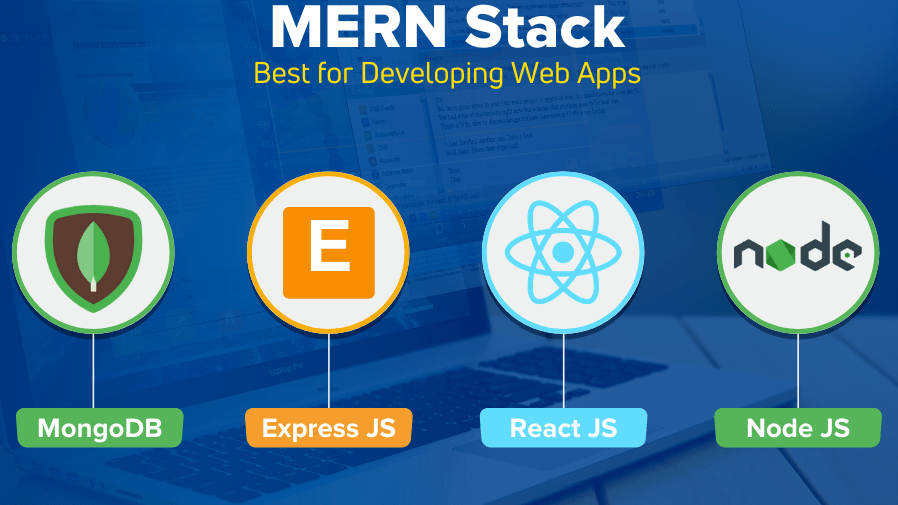 MERN Stack
Best for Developing Web Apps
E
node
MongoDB
Express JS
React JS
Node JS